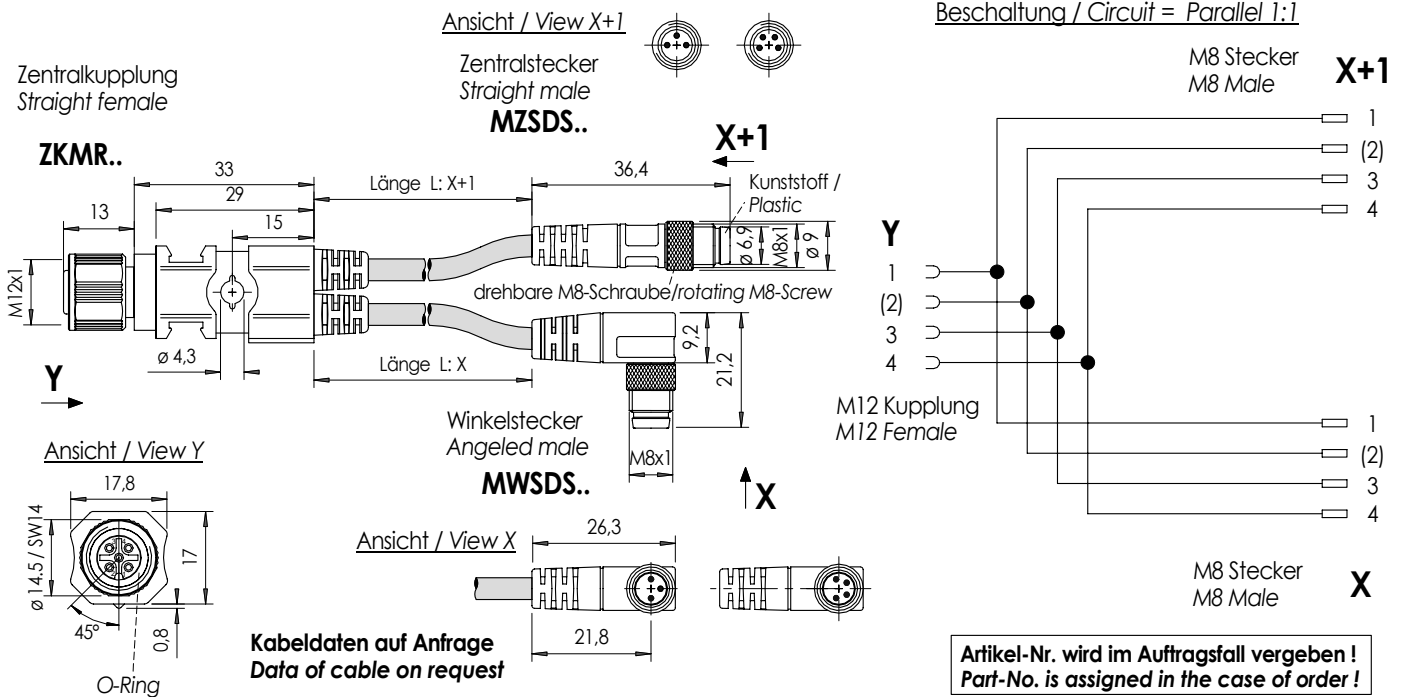 Ansicht / View X+1
Beschaltung / Circuit = Parallel 1:1
Zentralkupplung
Straight female
ZKMR..
Zentralstecker
Straight male
MZSDS..
X+1
M8 Stecker
M8 Male
X+1
1
(2)
3
4
33
29
15
13
M12x1
ø 4,3
Länge L: X+1
36,4
Kunststoff /
Plastic
ø 6,9
M8x1
ø 9
drehbare M8-Schraube/rotating M8-Screw
Länge L: X
9,2
21,2
Y
Y
1
(2)
3
4
M12 Kupplung
M12 Female
Winkelstecker
Angeled male
MWSDS..
M8x1
X
1
(2)
3
4
Ansicht / View Y
17,8
ø 14.5 / SW14
17
45°
0,8
O-Ring
Ansicht / View X
26,3
21,8
Kabeldaten auf Anfrage
Data of cable on request
M8 Stecker
M8 Male
X
Artikel-Nr. wird im Auftragsfall vergeben !
Part-No. is assigned in the case of order !